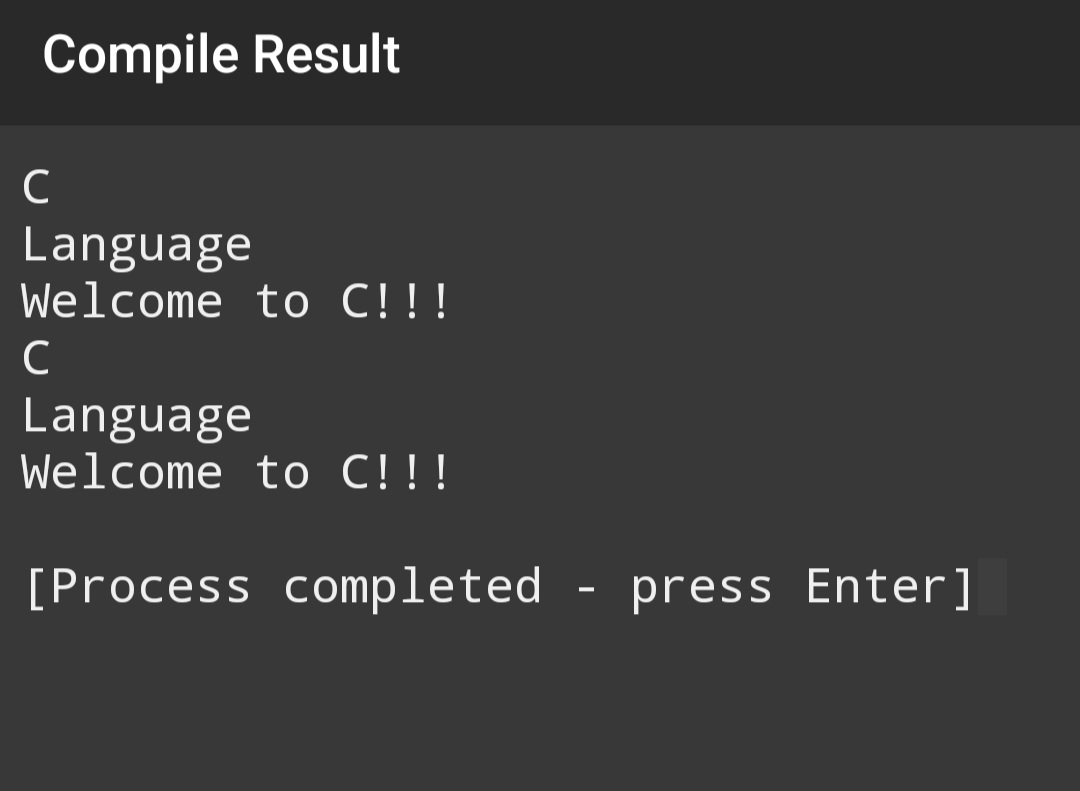 Compile Result
C
Language
Welcome to C!!!
C
Language
Welcome to C!!!
[Process completed - press Enter]